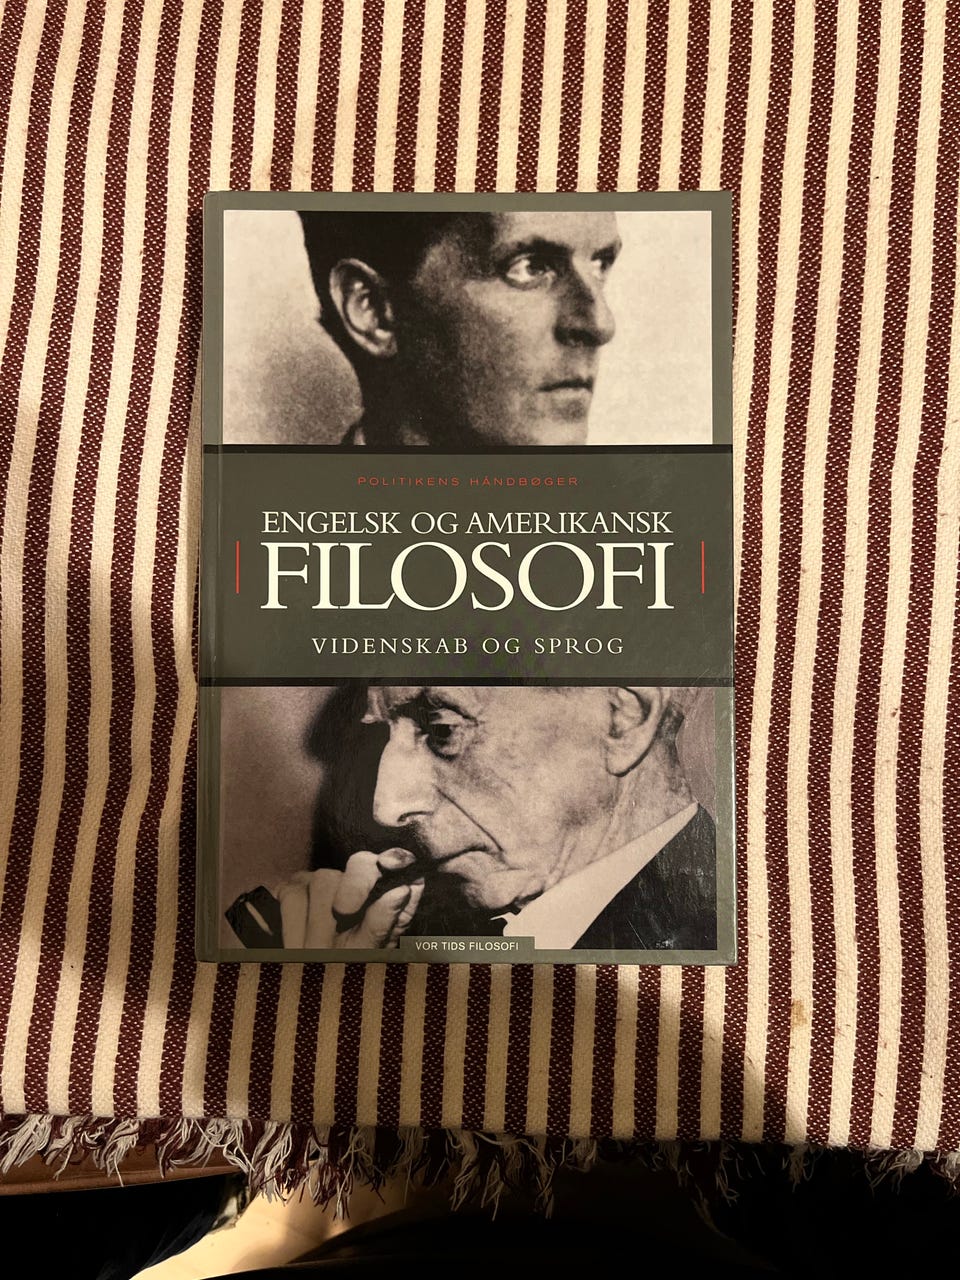 POLITIKENS HÅNDBØGER
ENGELSK OG AMERIKANSK
FILOSOFI
VIDENSKAB OG SPROG
VOR TIDS FILOSOFI